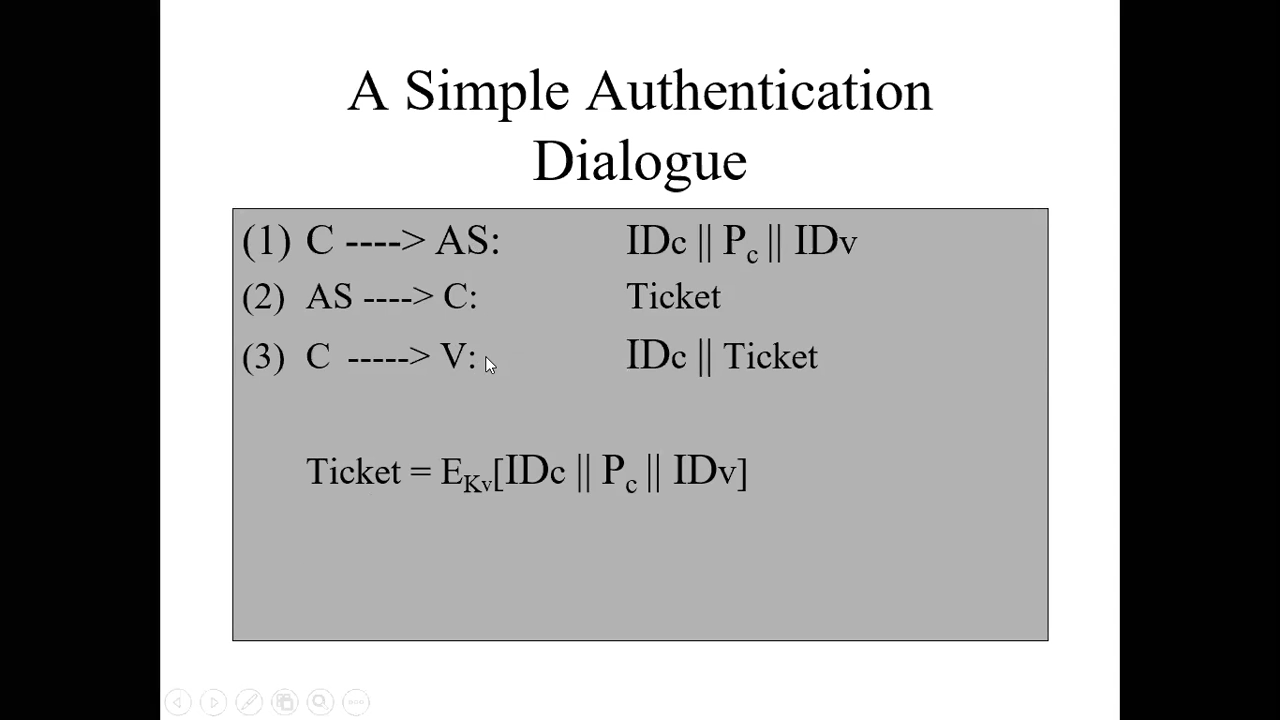 A Simple Authentication
Dialogue
(1) C ----> AS: IDc || Pc || IDv
(2) AS ----> C: Ticket
(3) C -----> V: IDc || Ticket
Ticket = EKv[IDc || Pc || IDv]